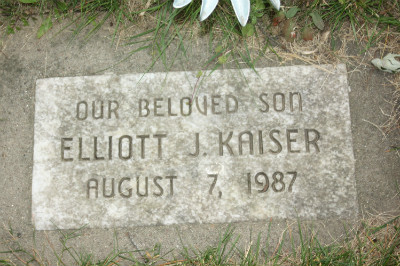 OUR BELOVED SON
ELLIOTT J. KAISER
AUGUST 7, 1987